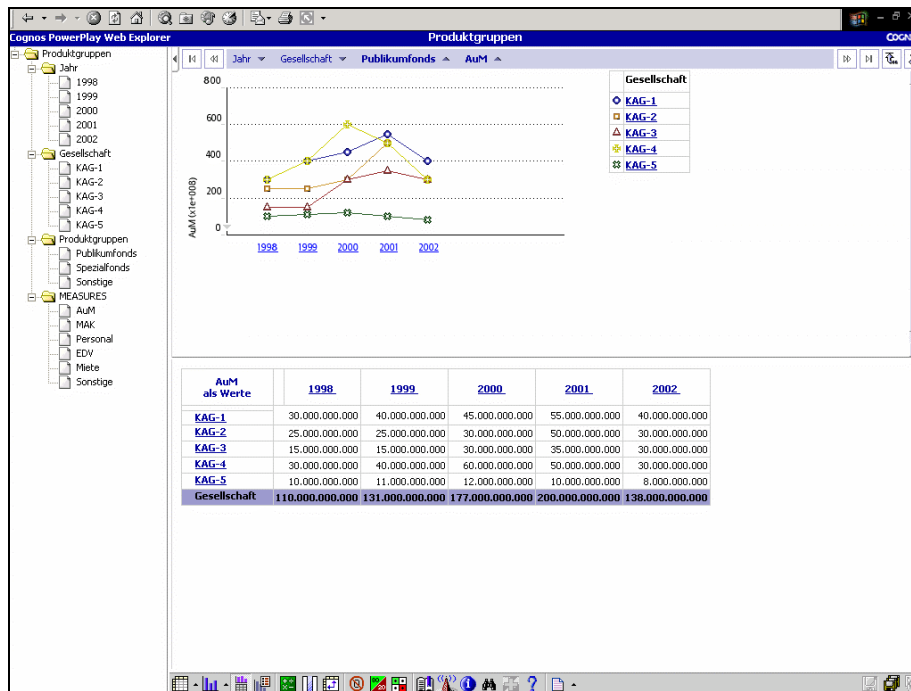 Cognos PowerPlay Web Explorer
Produktgruppen
Produktgruppen
Jahr
1998
1999
2000
2001
2002
Gesellschaft
KAG-1
KAG-2
KAG-3
KAG-4
KAG-5
Produktgruppen
Publikumfonds
Spezialfonds
Sonstige
MEASURES
AuM
MAK
Personal
EDV
Miete
Sonstige
Jahr Gesellschaft Publikumfonds AuM
800
600
400
200
0
AuM (x1e+008)
1998 1999 2000 2001 2002
Gesellschaft
KAG-1
KAG-2
KAG-3
KAG-4
KAG-5
AuM
als Werte 1998 1999 2000 2001 2002
KAG-1 30.000.000.000 40.000.000.000 45.000.000.000 55.000.000.000 40.000.000.000
KAG-2 25.000.000.000 25.000.000.000 30.000.000.000 50.000.000.000 30.000.000.000
KAG-3 15.000.000.000 15.000.000.000 30.000.000.000 35.000.000.000 30.000.000.000
KAG-4 30.000.000.000 40.000.000.000 60.000.000.000 50.000.000.000 30.000.000.000
KAG-5 10.000.000.000 11.000.000.000 12.000.000.000 10.000.000.000 8.000.000.000
Gesellschaft 110.000.000.000 131.000.000.000 177.000.000.000 200.000.000.000 138.000.000.000